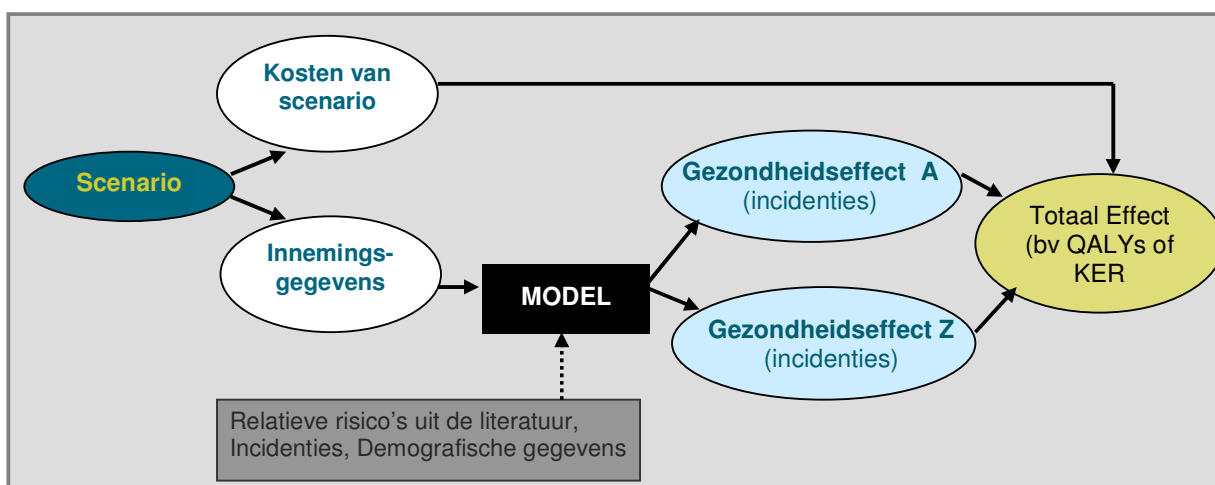 Kosten van
scenario
Scenario
Innemings-
gegevens
MODEL
Gezondheidseffect A
(incidenties)
Gezondheidseffect Z
(incidenties)
Totaal Effect
(bv QALYs of
KER
Relatieve risico's uit de literatuur,
Incidenties, Demografische gegevens